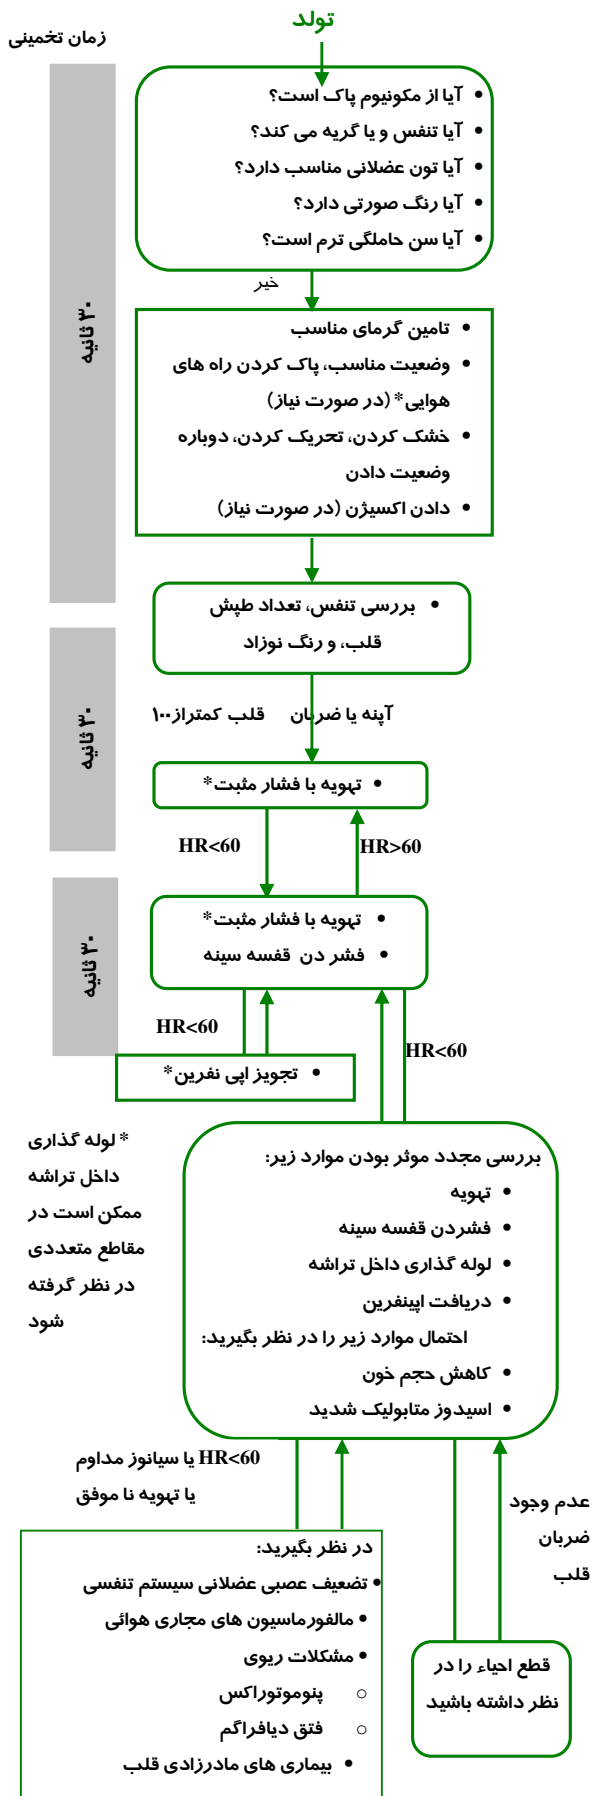 تولد
زمان تخمینی
• آیا از مکونیوم پاک است؟
• آیا تنفس و یا گریه می کند؟
• آیا تون عضلانی مناسب دارد؟
• آیا رنگ صورتی دارد؟
• آیا سن حاملگی ترم است؟
۳۰ ثانیه
خیر
• تامین گرمای مناسب
• وضعیت مناسب، پاک کردن راه های
هوایی* (در صورت نیاز)
• خشک کردن، تحریک کردن، دوباره
وضعیت دادن
• دادن اکسیژن (در صورت نیاز)
• بررسی تنفس، تعداد طپش
قلب، و رنگ نوزاد
۳۰ ثانیه
آپنه یا ضربان قلب کمتراز۱۰۰
• تهویه با فشار مثبت*
HR<60
HR>60
۳۰ ثانیه
• تهویه با فشار مثبت*
• فشر دن قفسه سینه
HR<60
HR<60
• تجویز اپی نفرین*
* لوله گذاری
داخل تراشه
ممکن است در
مقاطع متعددی
در نظر گرفته
شود
بررسی مجدد موثر بودن موارد زیر:
• تهویه
• فشردن قفسه سینه
• لوله گذاری داخل تراشه
• دریافت اپینفرین
احتمال موارد زیر را در نظر بگیرید:
• کاهش حجم خون
• اسیدوز متابولیک شدید
HR<60 یا سیانوز مداوم
یا تهویه نا موفق
عدم وجود
ضربان
قلب
در نظر بگیرید:
• تضعیف عصبی عضلانی سیستم تنفسی
• مالفورماسیون های مجاری هوائی
• مشکلات ریوی
○ پنوموتوراکس
○ فتق دیافراگم
• بیماری های مادرزادی قلب
قطع احیاء را در
نظر داشته باشید